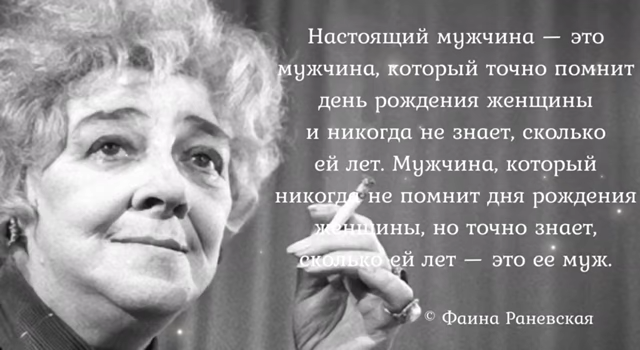 Настоящий мужчина — это
мужчина, который точно помнит
день рождения женщины
и никогда не знает, сколько
ей лет. Мужчина, который
никогда не помнит дня рождения
женщины, но точно знает,
сколько ей лет — это ее муж.
© Фаина Раневская